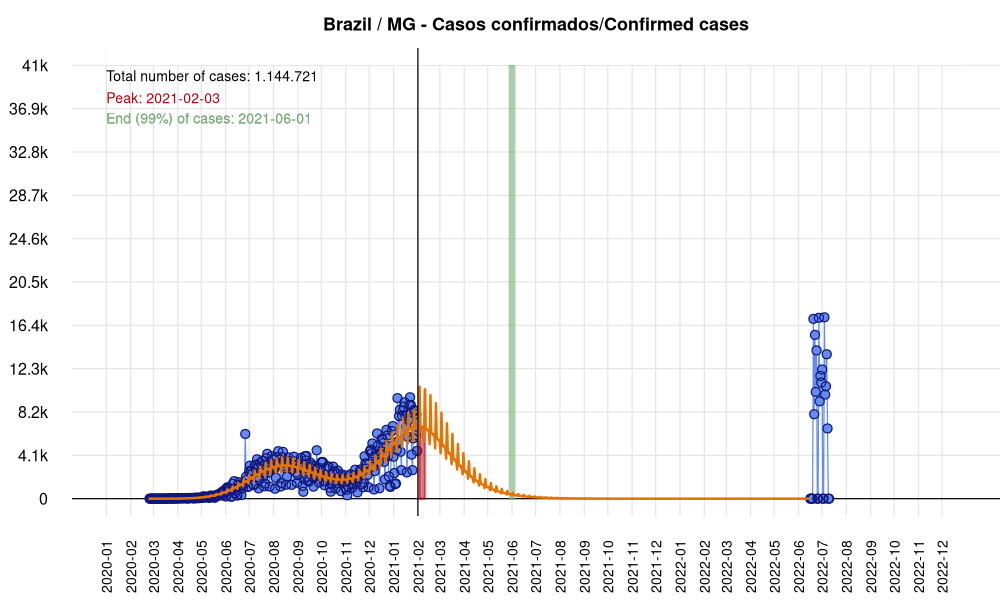 Brazil / MG - Casos confirmados/Confirmed cases
Total number of cases: 1.144.721
Peak: 2021-02-03
End (99%) of cases: 2021-06-01
41k
36.9k
32.8k
28.7k
24.6k
20.5k
16.4k
12.3k
8.2k
4.1k
0
2020-01
2020-02
2020-03
2020-04
2020-05
2020-06
2020-07
2020-08
2020-09
2020-10
2020-11
2020-12
2021-01
2021-02
2021-03
2021-04
2021-05
2021-06
2021-07
2021-08
2021-09
2021-10
2021-11
2021-12
2022-01
2022-02
2022-03
2022-04
2022-05
2022-06
2022-07
2022-08
2022-09
2022-10
2022-11
2022-12